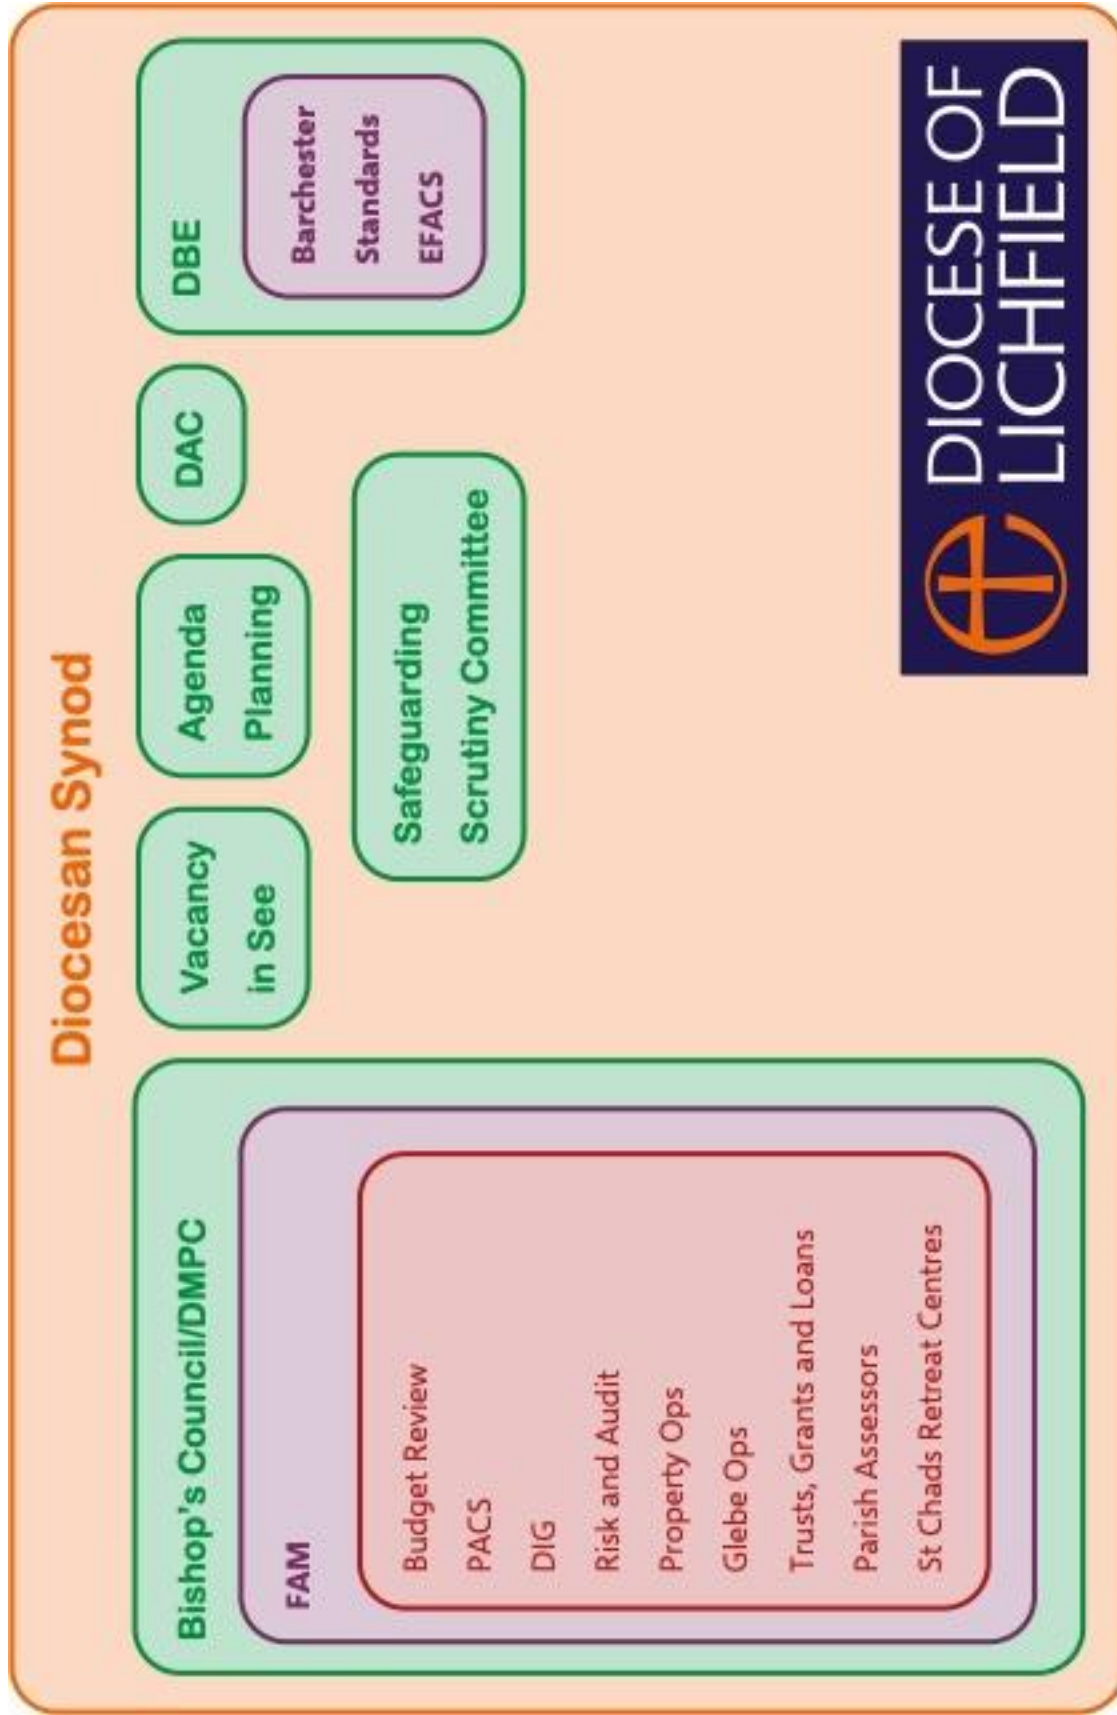 Diocesan Synod
Bishop's Council/DMPC
FAM
Budget Review
PACS
DIG
Risk and Audit
Property Ops
Glebe Ops
Trusts, Grants and Loans
Parish Assessors
St Chads Retreat Centres
Vacancy
in See
Agenda
Planning
DAC
Safeguarding
Scrutiny Committee
DBE
Barchester
Standards
EFACS
DIOCESE OF
LICHFIELD